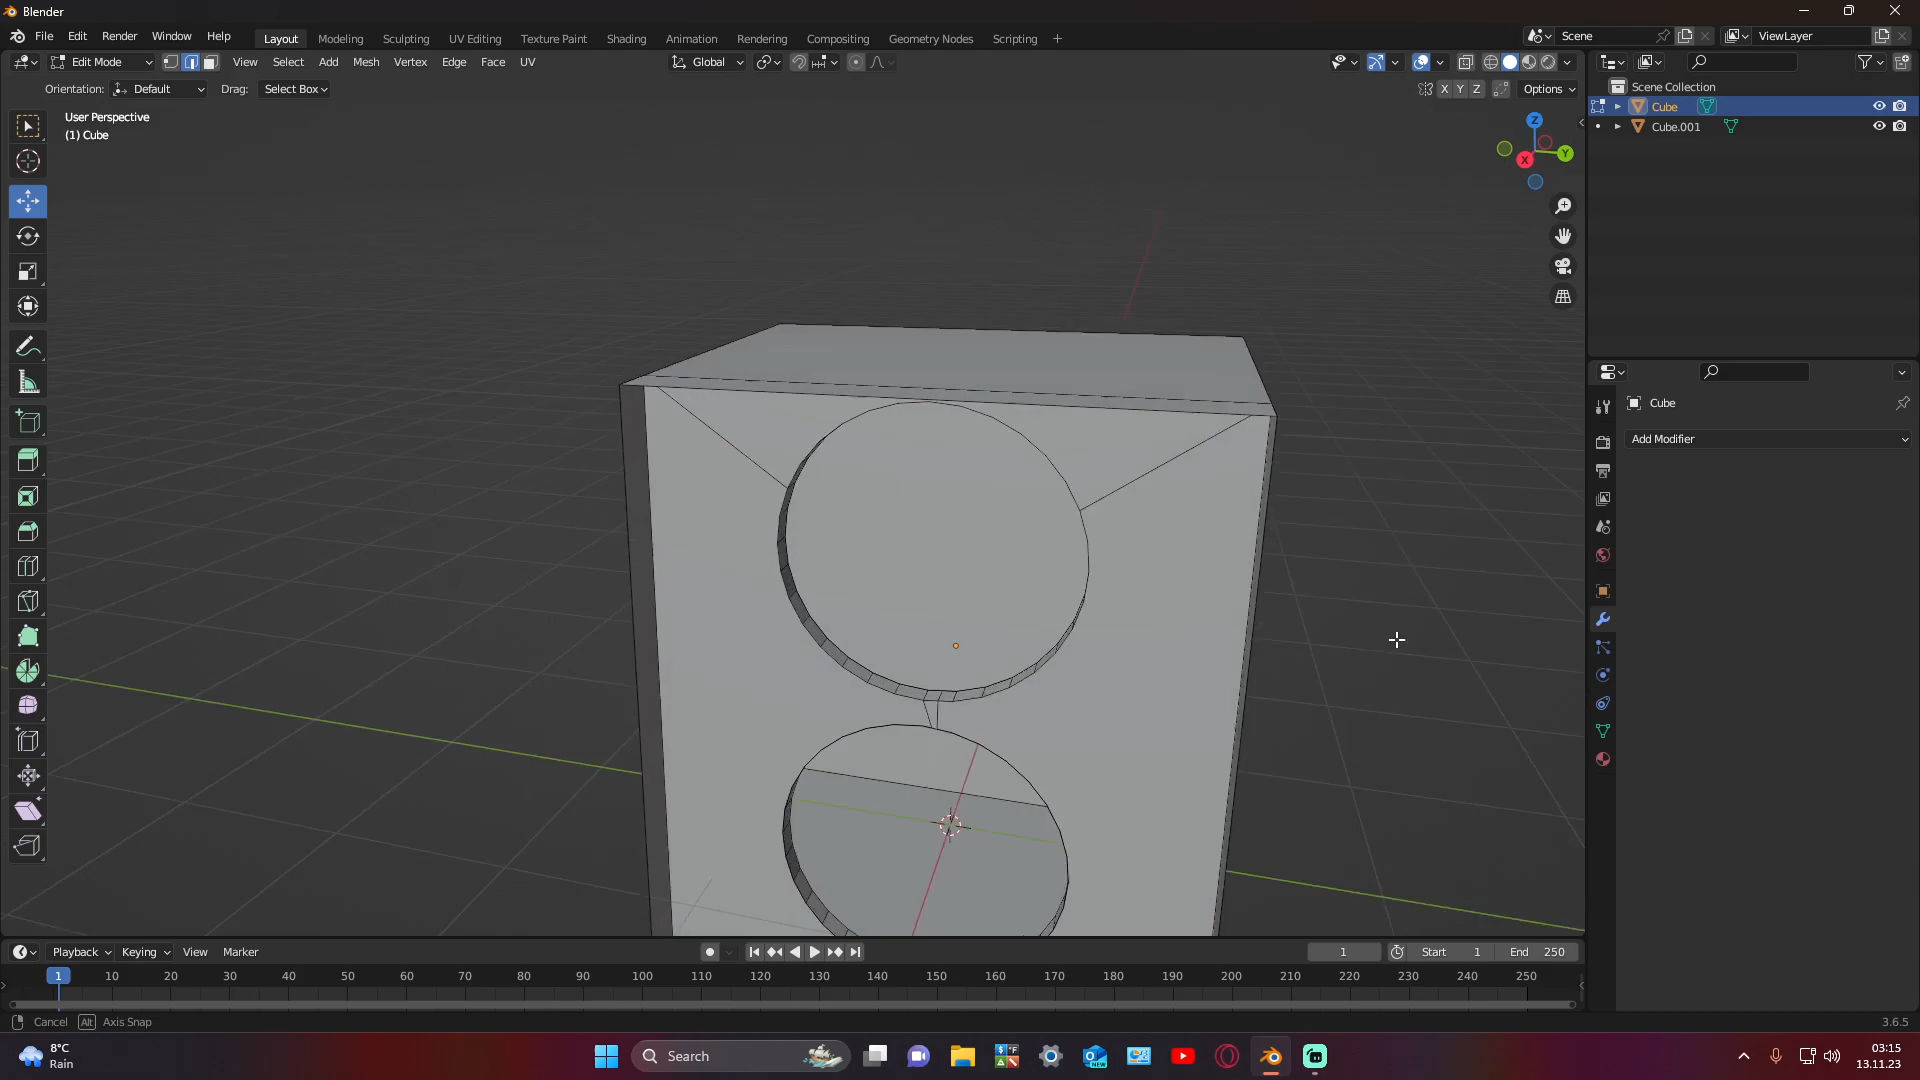 Blender
File Edit Render Window Help
Layout Modeling Sculpting UV Editing Texture Paint Shading Animation Rendering Compositing Geometry Nodes Scripting +
Scene
ViewLayer
Edit Mode View Select Add Mesh Vertex Edge Face UV
Global
Orientation: Default Drag: Select Box
X Y Z Options
User Perspective
(1) Cube
Z
Y
X
Scene Collection
Cube
Cube.001
Cube
Add Modifier
Playback Keying View Marker
1 Start 1 End 250
1 10 20 30 40 50 60 70 80 90 100 110 120 130 140 150 160 170 180 190 200 210 220 230 240 250
Cancel Alt Axis Snap
3.6.5
8°C
Rain
Search
NEW
03:15
13.11.23